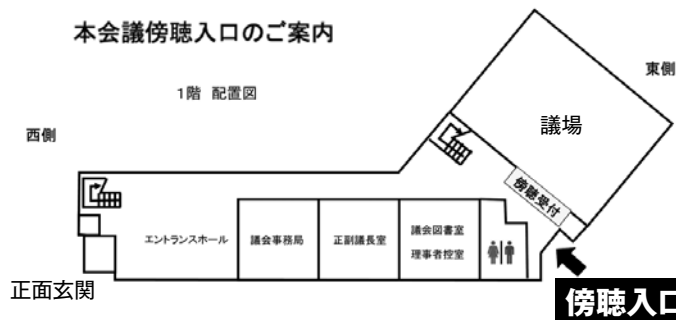 本会議傍聴入口のご案内
1階 配置図
東側
西側
議場
傍聴受付
エントランスホール
議会事務局
正副議長室
議会図書室
理事者控室
正面玄関
傍聴入口